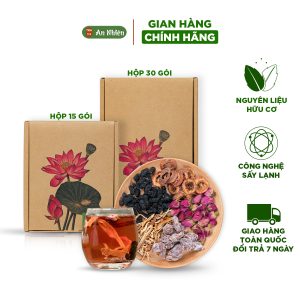 An Nhiên
GIAN HÀNG
CHÍNH HÃNG
HỘP 30 GÓI
HỘP 15 GÓI
NGUYÊN LIỆU
HỮU CƠ
CÔNG NGHỆ
SẤY LẠNH
GIAO HÀNG
TOÀN QUỐC
ĐỔI TRẢ 7 NGÀY